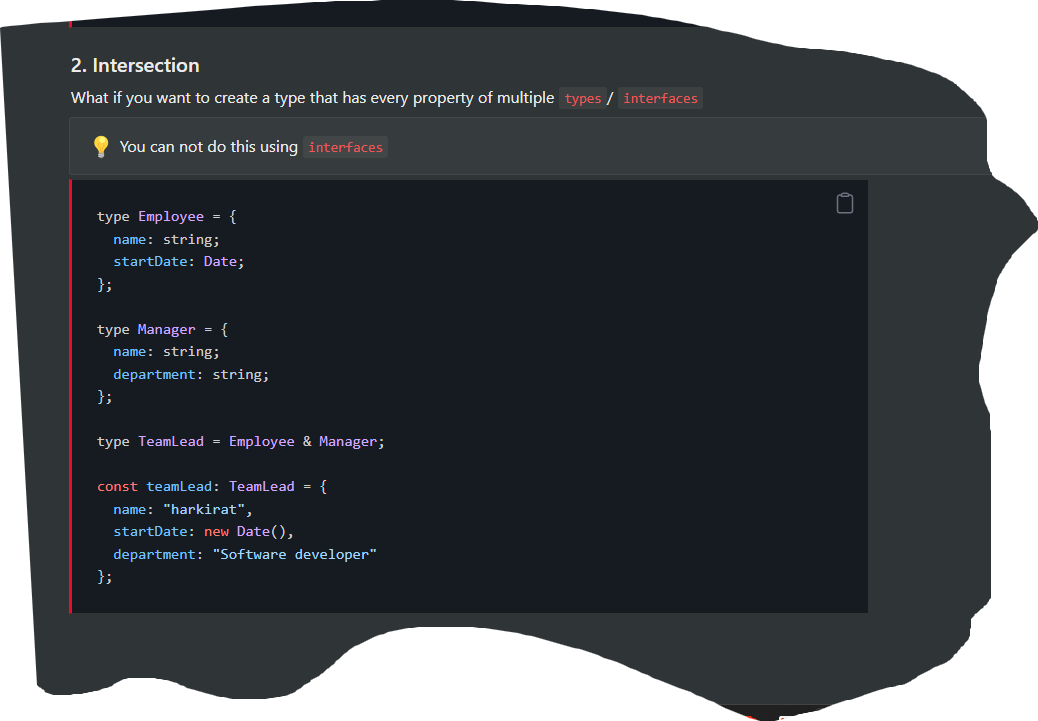 2. Intersection
What if you want to create a type that has every property of multiple types / interfaces
💡 You can not do this using interfaces
type Employee = {
  name: string;
  startDate: Date;
};
type Manager = {
  name: string;
  department: string;
};
type TeamLead = Employee & Manager;
const teamLead: TeamLead = {
  name: "harkirat",
  startDate: new Date(),
  department: "Software developer"
};